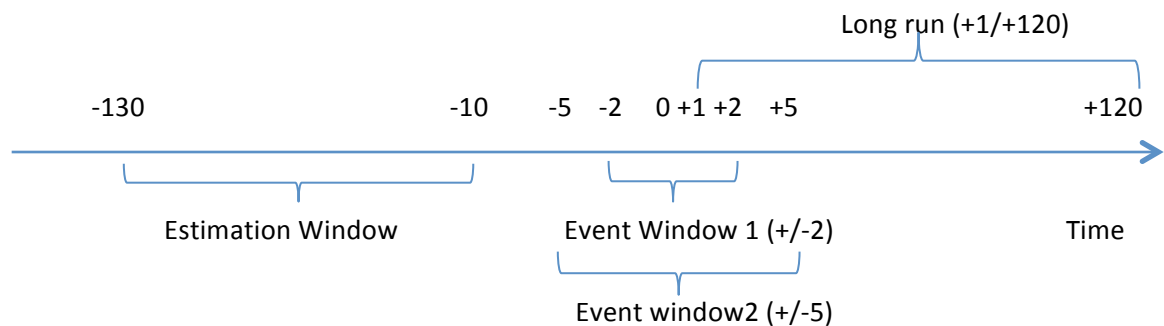 Long run (+1/+120)
-130 -10 -5 -2 0 +1 +2 +5 +120
Estimation Window Event Window 1 (+/-2) Time
Event window2 (+/-5)